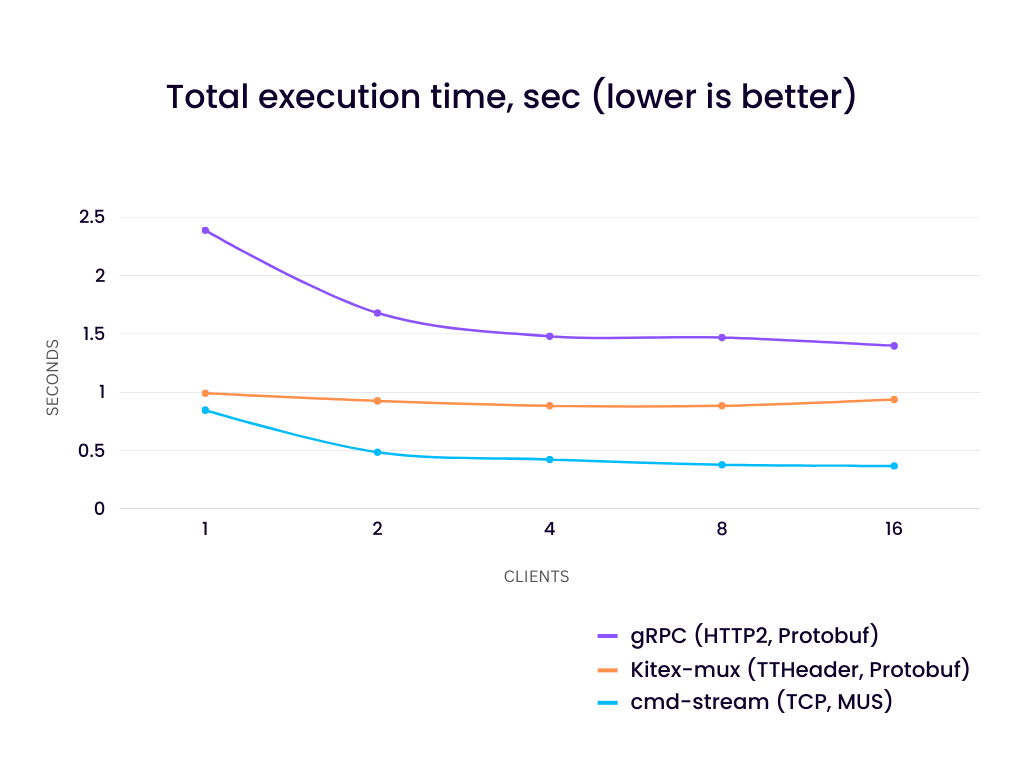 Total execution time, sec (lower is better)
2.5
2
1.5
1
0.5
0
SECONDS
1 2 4 8 16
CLIENTS
gRPC (HTTP2, Protobuf)
Kitex-mux (TTHeader, Protobuf)
cmd-stream (TCP, MUS)